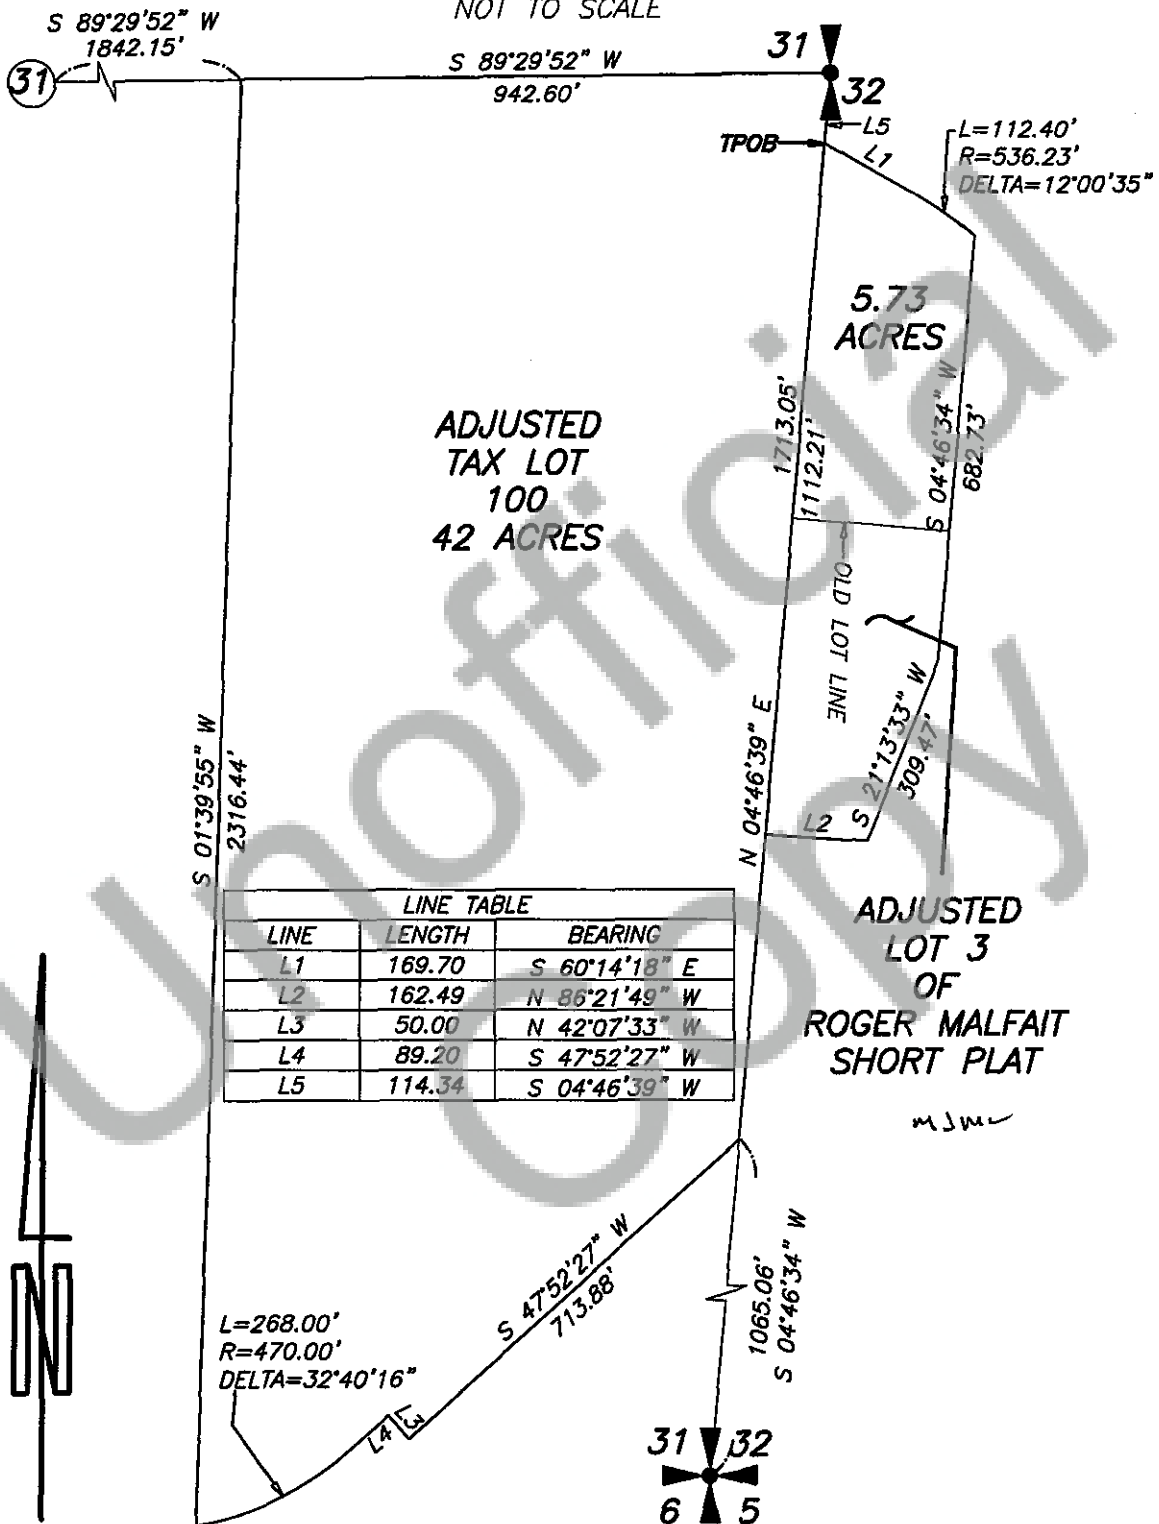 NOT TO SCALE
S 89°29'52" W
1842.15'
31
S 89°29'52" W
942.60'
31
32
L5
TPOB
L1
L=112.40'
R=536.23'
DELTA=12°00'35"
5.73
ACRES
ADJUSTED
TAX LOT
100
42 ACRES
1713.05'
1112.21'
S 04°46'34" W
682.73'
OLD LOT LINE
N 04°46'39" E
S 21°13'33" W
309.47'
L2
S 01°39'55" W
2316.44'
LINE TABLE
LINE LENGTH BEARING
L1 169.70 S 60°14'18" E
L2 162.49 N 86°21'49" W
L3 50.00 N 42°07'33" W
L4 89.20 S 47°52'27" W
L5 114.34 S 04°46'39" W
ADJUSTED
LOT 3
OF
ROGER MALFAIT
SHORT PLAT
S 47°52'27" W
713.88'
1065.06'
S 04°46'34" W
L=268.00'
R=470.00'
DELTA=32°40'16"
L4
L3
N
31 32
6 5
Unofficial
Copy